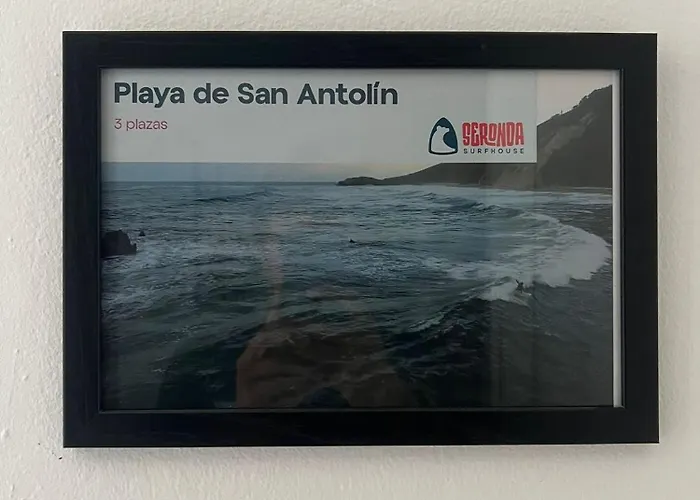 Playa de San Antolín
3 plazas
SERONDA
SURFHOUSE